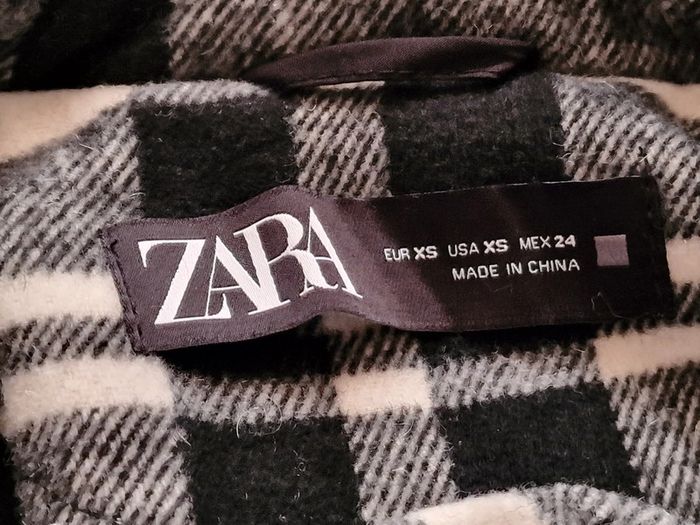 ZARA
EUR XS USA XS MEX 24
MADE IN CHINA